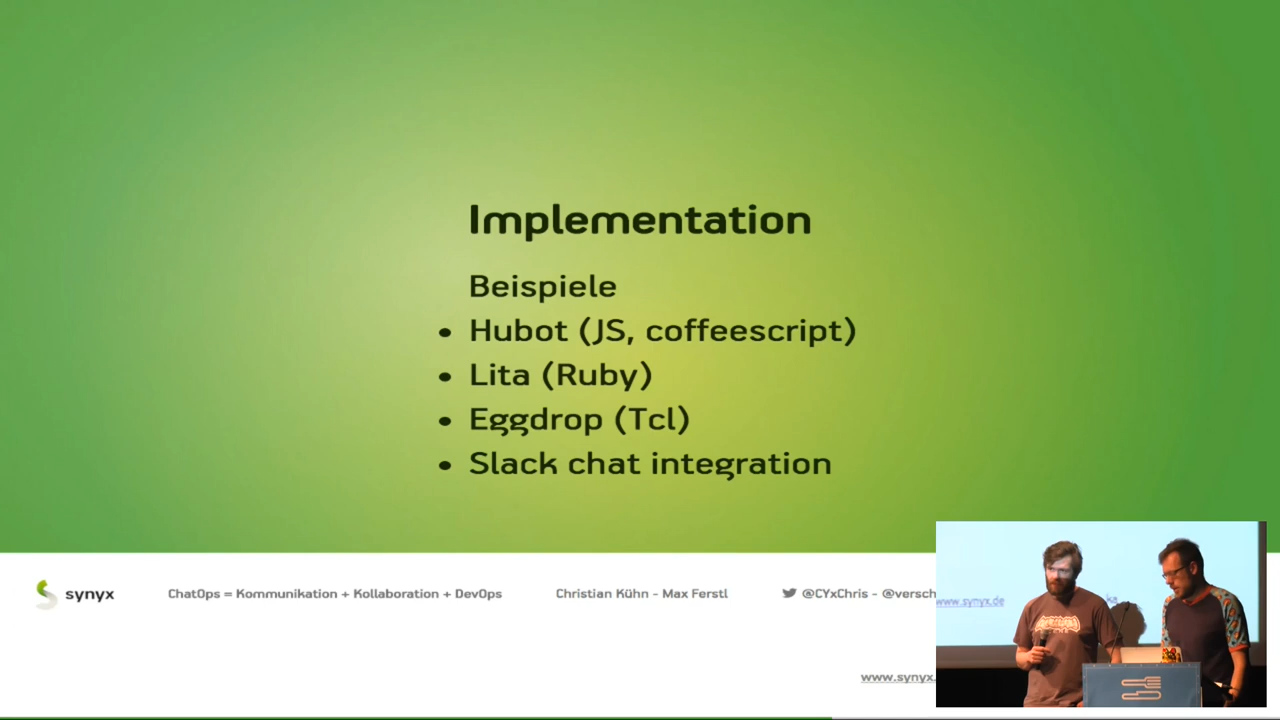 Implementation
Beispiele
• Hubot (JS, coffeescript)
• Lita (Ruby)
• Eggdrop (Tcl)
• Slack chat integration
synyx
ChatOps = Kommunikation + Kollaboration + DevOps
Christian Kühn - Max Ferstl
@CYxChris - @versch
www.synyx.de
www.synyx.